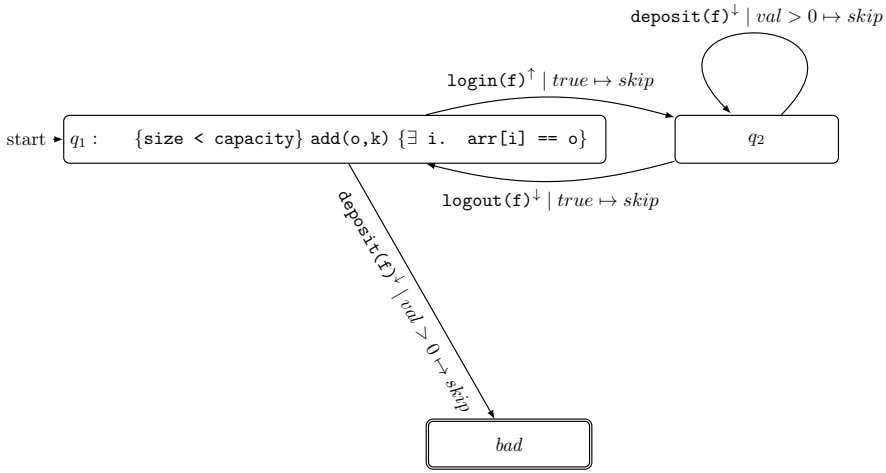 deposit(f)↓ | val > 0 ↦ skip
login(f)↑ | true ↦ skip
start
q₁ : {size < capacity} add(o,k) {∃ i. arr[i] == o}
q₂
logout(f)↓ | true ↦ skip
deposit(f)↓ | val > 0 ↦ skip
bad